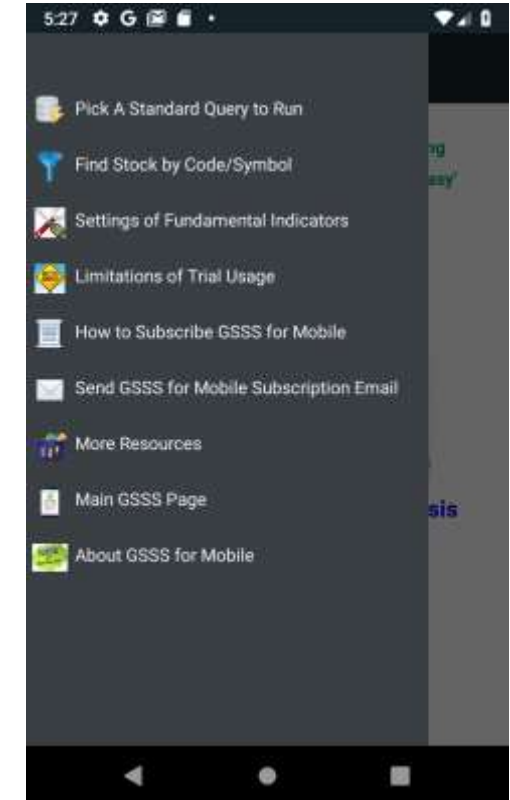 5:27 G
Pick A Standard Query to Run
Find Stock by Code/Symbol
Settings of Fundamental Indicators
Limitations of Trial Usage
How to Subscribe GSSS for Mobile
Send GSSS for Mobile Subscription Email
More Resources
Main GSSS Page
About GSSS for Mobile
ng
asy'
sis